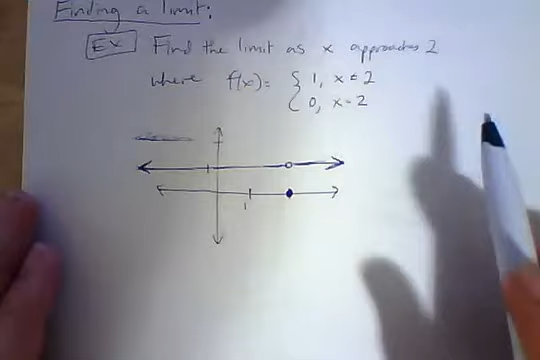 Finding a limit:
Ex Find the limit as x approaches 2
where f(x) = { 1, x ≠ 2
0, x = 2
1